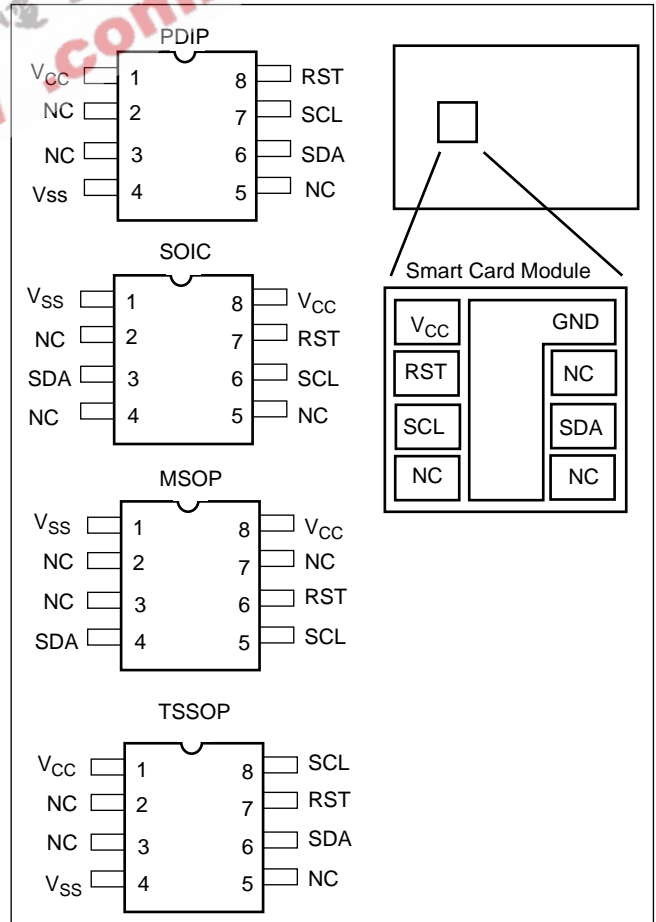 PDIP
VCC 1 8 RST
NC 2 7 SCL
NC 3 6 SDA
Vss 4 5 NC
SOIC
VSS 1 8 VCC
NC 2 7 RST
SDA 3 6 SCL
NC 4 5 NC
MSOP
VSS 1 8 VCC
NC 2 7 NC
NC 3 6 RST
SDA 4 5 SCL
TSSOP
VCC 1 8 SCL
NC 2 7 RST
NC 3 6 SDA
VSS 4 5 NC
Smart Card Module
VCC GND
RST NC
SCL SDA
NC NC